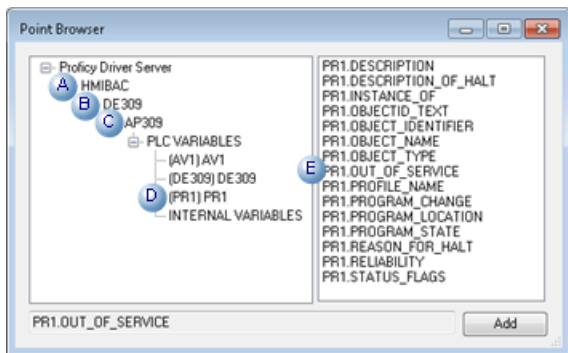 Point Browser
Proficy Driver Server
A HMIBAC
B DE309
C AP309
PLC VARIABLES
(AV1) AV1
(DE309) DE309
D (PR1) PR1
INTERNAL VARIABLES
PR1.DESCRIPTION
PR1.DESCRIPTION_OF_HALT
PR1.INSTANCE_OF
PR1.OBJECTID_TEXT
PR1.OBJECT_IDENTIFIER
PR1.OBJECT_NAME
PR1.OBJECT_TYPE
E PR1.OUT_OF_SERVICE
PR1.PROFILE_NAME
PR1.PROGRAM_CHANGE
PR1.PROGRAM_LOCATION
PR1.PROGRAM_STATE
PR1.REASON_FOR_HALT
PR1.RELIABILITY
PR1.STATUS_FLAGS
PR1.OUT_OF_SERVICE
Add